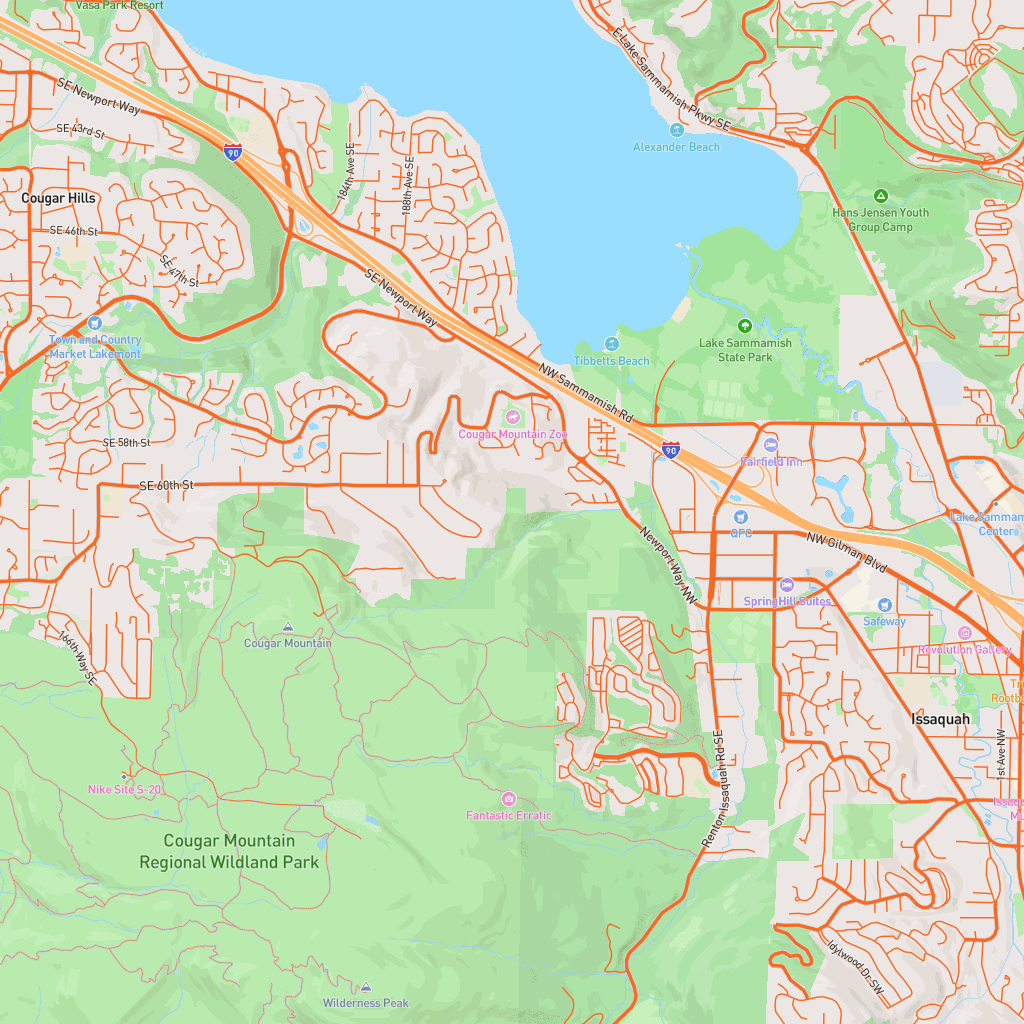 Vasa Park Resort
SE Newport Way
SE 43rd St
90
184th Ave SE
188th Ave SE
E Lake Sammamish Pkwy SE
Alexander Beach
Hans Jensen Youth
Group Camp
Cougar Hills
SE 46th St
SE 47th St
SE Newport Way
Town and Country
Market Lakemont
Lake Sammamish
State Park
Tibbetts Beach
NW Sammamish Rd
Cougar Mountain Zoo
SE 58th St
90
Fairfield Inn
SE 60th St
QFC
Lake Samm
Center
Newport Way NW
NW Gilman Blvd
SpringHill Suites
Safeway
Revolution Gallery
Cougar Mountain
166th Way SE
Issaquah
1st Ave NW
Renton Issaquah Rd SE
Nike Site S-20
Fantastic Erratic
Cougar Mountain
Regional Wildland Park
Idylwood Dr SW
Wilderness Peak